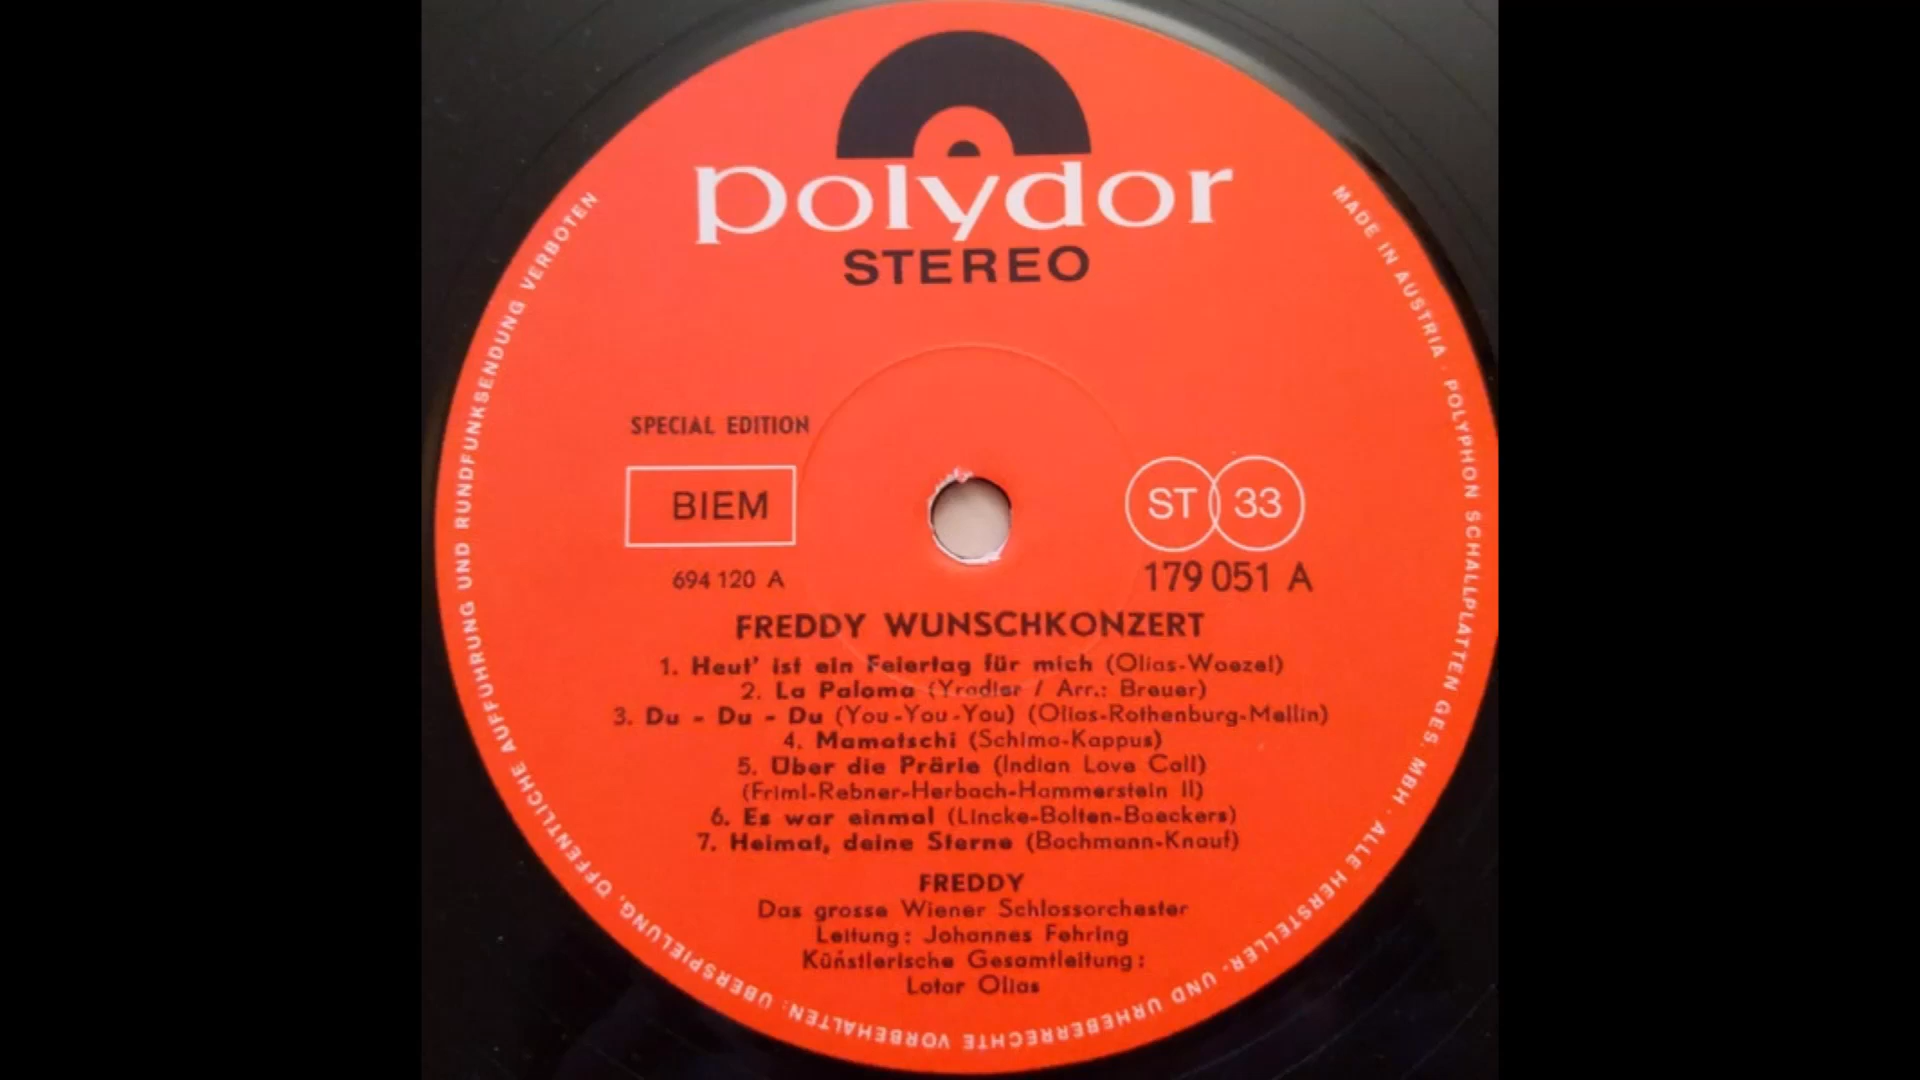 polydor
STEREO
SPECIAL EDITION
BIEM
ST 33
694 120 A
179 051 A
FREDDY WUNSCHKONZERT
1. Heut' ist ein Feiertag für mich (Olias-Woezel)
2. La Paloma (Yradier / Arr.: Breuer)
3. Du - Du - Du (You-You-You) (Olias-Rothenburg-Mellin)
4. Mamatschi (Schima-Kappus)
5. Über die Prärie (Indian Love Call)
(Friml-Rebner-Herbach-Hammerstein II)
6. Es war einmal (Lincke-Bolten-Baeckers)
7. Heimat, deine Sterne (Bochmann-Knauf)
FREDDY
Das grosse Wiener Schlossorchester
Leitung: Johannes Fehring
Künstlerische Gesamtleitung:
Lotar Olias
MADE IN AUSTRIA · POLYPHON SCHALLPLATTEN GES. MBH · ALLE HERSTELLER- UND URHEBERRECHTE VORBEHALTEN: ÜBERSPIELUNG, ÖFFENTLICHE AUFFÜHRUNG UND RUNDFUNKSENDUNG VERBOTEN